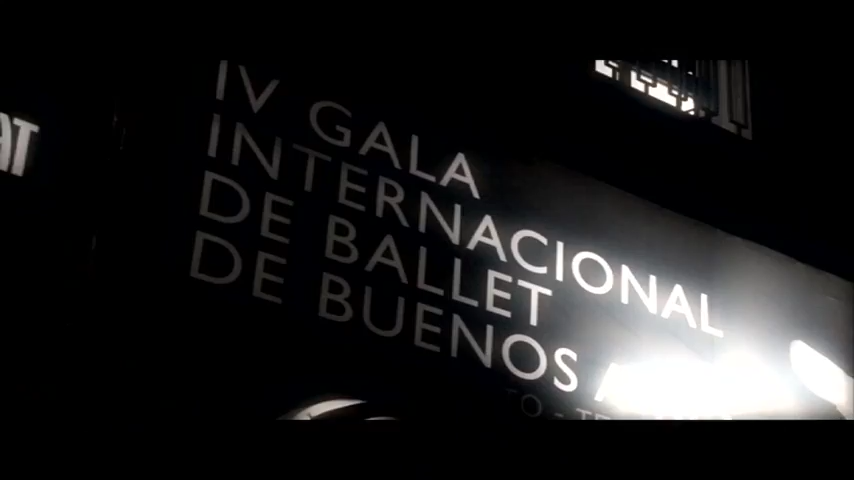 IV GALA
INTERNACIONAL
DE BALLET
DE BUENOS